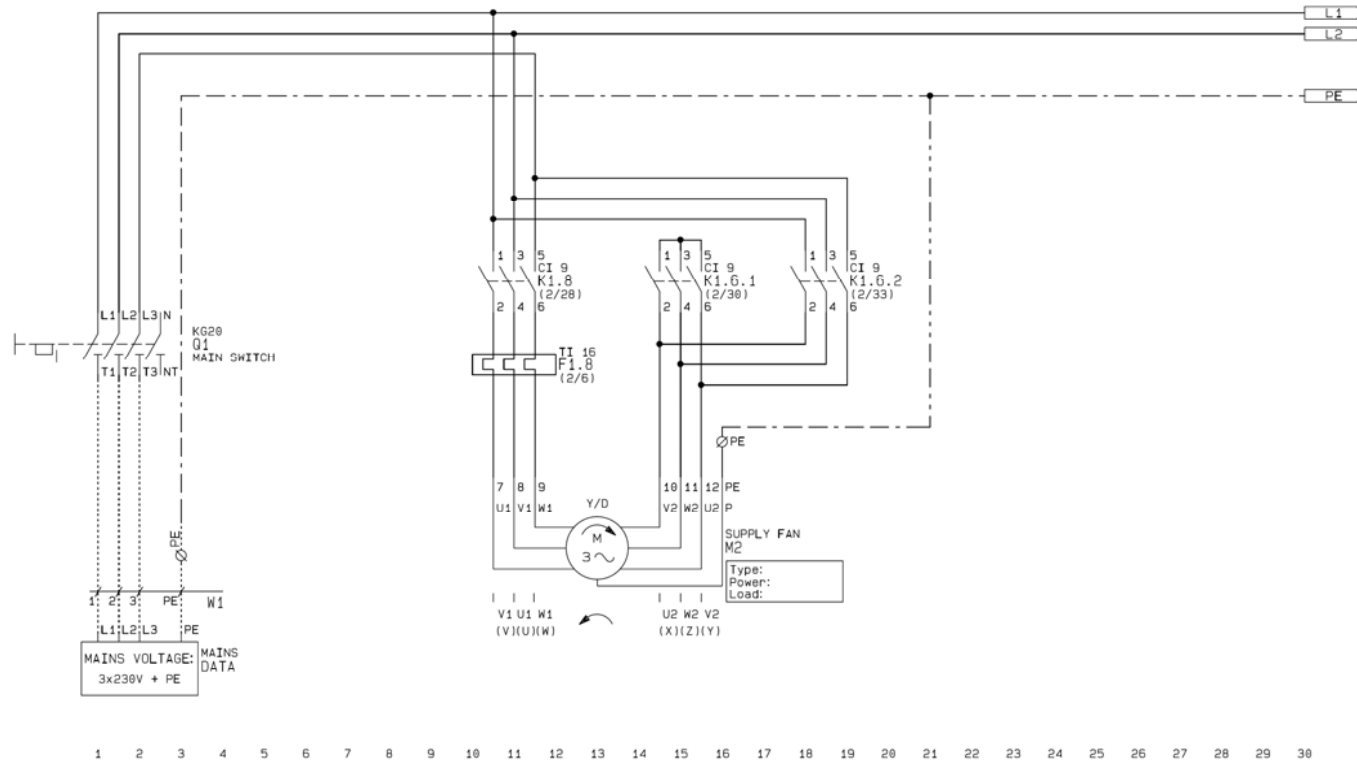 L1
L2
PE
1 3 5
CI 9
K1.8
(2/28)
2 4 6
1 3 5
CI 9
K1.6.1
(2/30)
2 4 6
1 3 5
CI 9
K1.6.2
(2/33)
2 4 6
L1 L2 L3 N
KG20
Q1
MAIN SWITCH
T1 T2 T3 NT
TI 16
F1.8
(2/6)
PE
7 8 9
U1 V1 W1
Y/D
M
3~
10 11 12 PE
V2 W2 U2 P
SUPPLY FAN
M2
Type:
Power:
Load:
PE
1 2 3 PE W1
V1 U1 W1
(V)(U)(W)
U2 W2 V2
(X)(Z)(Y)
L1 L2 L3 PE
MAINS VOLTAGE:
3x230V + PE
MAINS
DATA
1 2 3 4 5 6 7 8 9 10 11 12 13 14 15 16 17 18 19 20 21 22 23 24 25 26 27 28 29 30